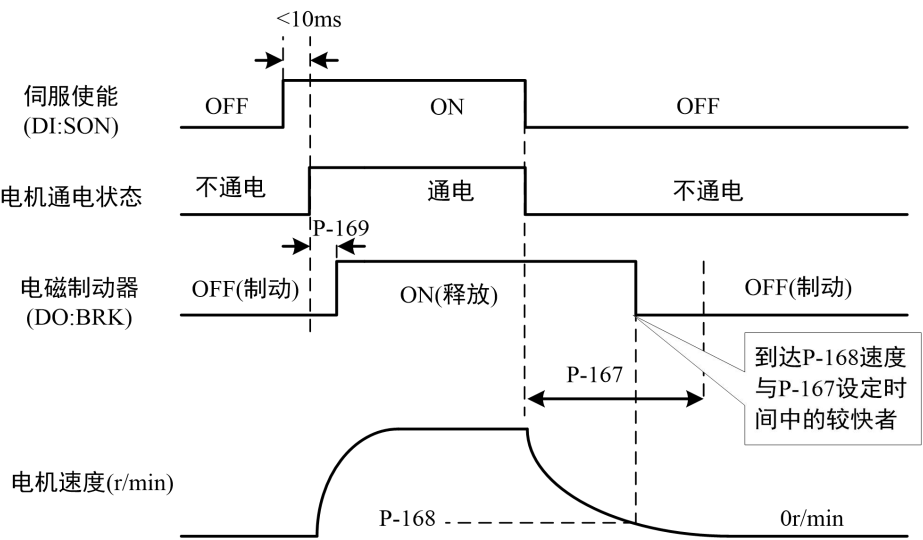 <10ms
伺服使能
(DI:SON)
OFF
ON
OFF
电机通电状态
不通电
通电
不通电
P-169
电磁制动器
(DO:BRK)
OFF(制动)
ON(释放)
OFF(制动)
到达P-168速度
与P-167设定时
间中的较快者
P-167
电机速度(r/min)
P-168
0r/min